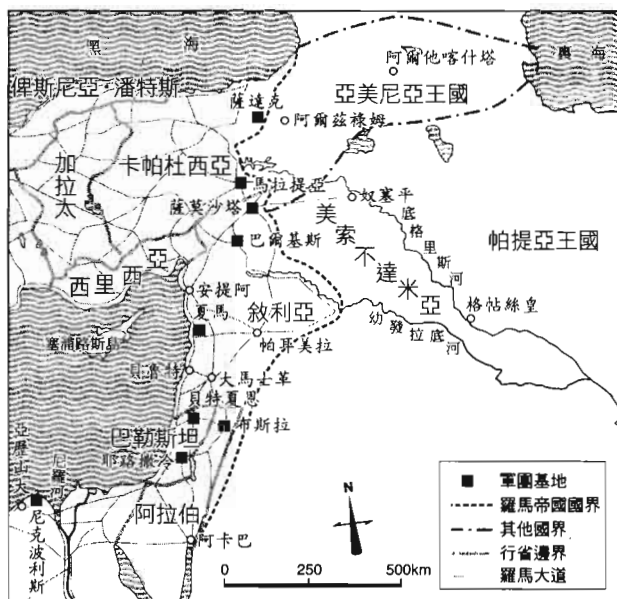 黑海
裏海
俾斯尼亞・潘特斯
阿爾他喀什塔
亞美尼亞王國
薩達克
阿爾茲祿姆
加拉太
卡帕杜西亞
馬拉提亞
薩莫沙塔
巴爾基斯
奴塞平
底格里斯河
美索不達米亞
帕提亞王國
西里西亞
安提阿
夏馬
敘利亞
帕耳美拉
格帖絲皇
幼發拉底河
塞浦路斯島
貝魯特
大馬士革
貝特夏恩
布斯拉
巴勒斯坦
耶路撒冷
亞歷山大
尼羅河
尼克波利斯
阿拉伯
阿卡巴
N
0 250 500km
軍團基地
羅馬帝國國界
其他國界
行省邊界
羅馬大道